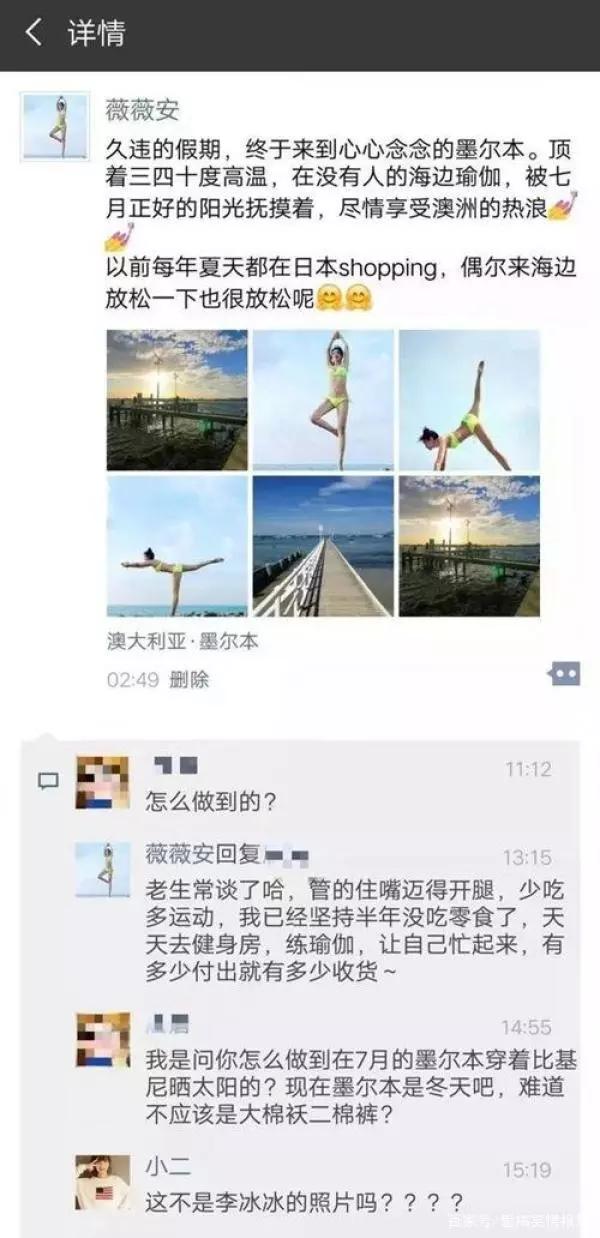 详情
薇薇安
久违的假期，终于来到心心念念的墨尔本。顶
着三四十度高温，在没有人的海边瑜伽，被七
月正好的阳光抚摸着，尽情享受澳洲的热浪💅
💅
以前每年夏天都在日本shopping，偶尔来海边
放松一下也很放松呢🤗🤗
澳大利亚·墨尔本
02:49 删除
11:12
怎么做到的？
薇薇安回复
13:15
老生常谈了哈，管的住嘴迈得开腿，少吃
多运动，我已经坚持半年没吃零食了，天
天去健身房，练瑜伽，让自己忙起来，有
多少付出就有多少收货～
14:55
我是问你怎么做到在7月的墨尔本穿着比基
尼晒太阳的？现在墨尔本是冬天吧，难道
不应该是大棉袄二棉裤？
小二
15:19
这不是李冰冰的照片吗？？？？